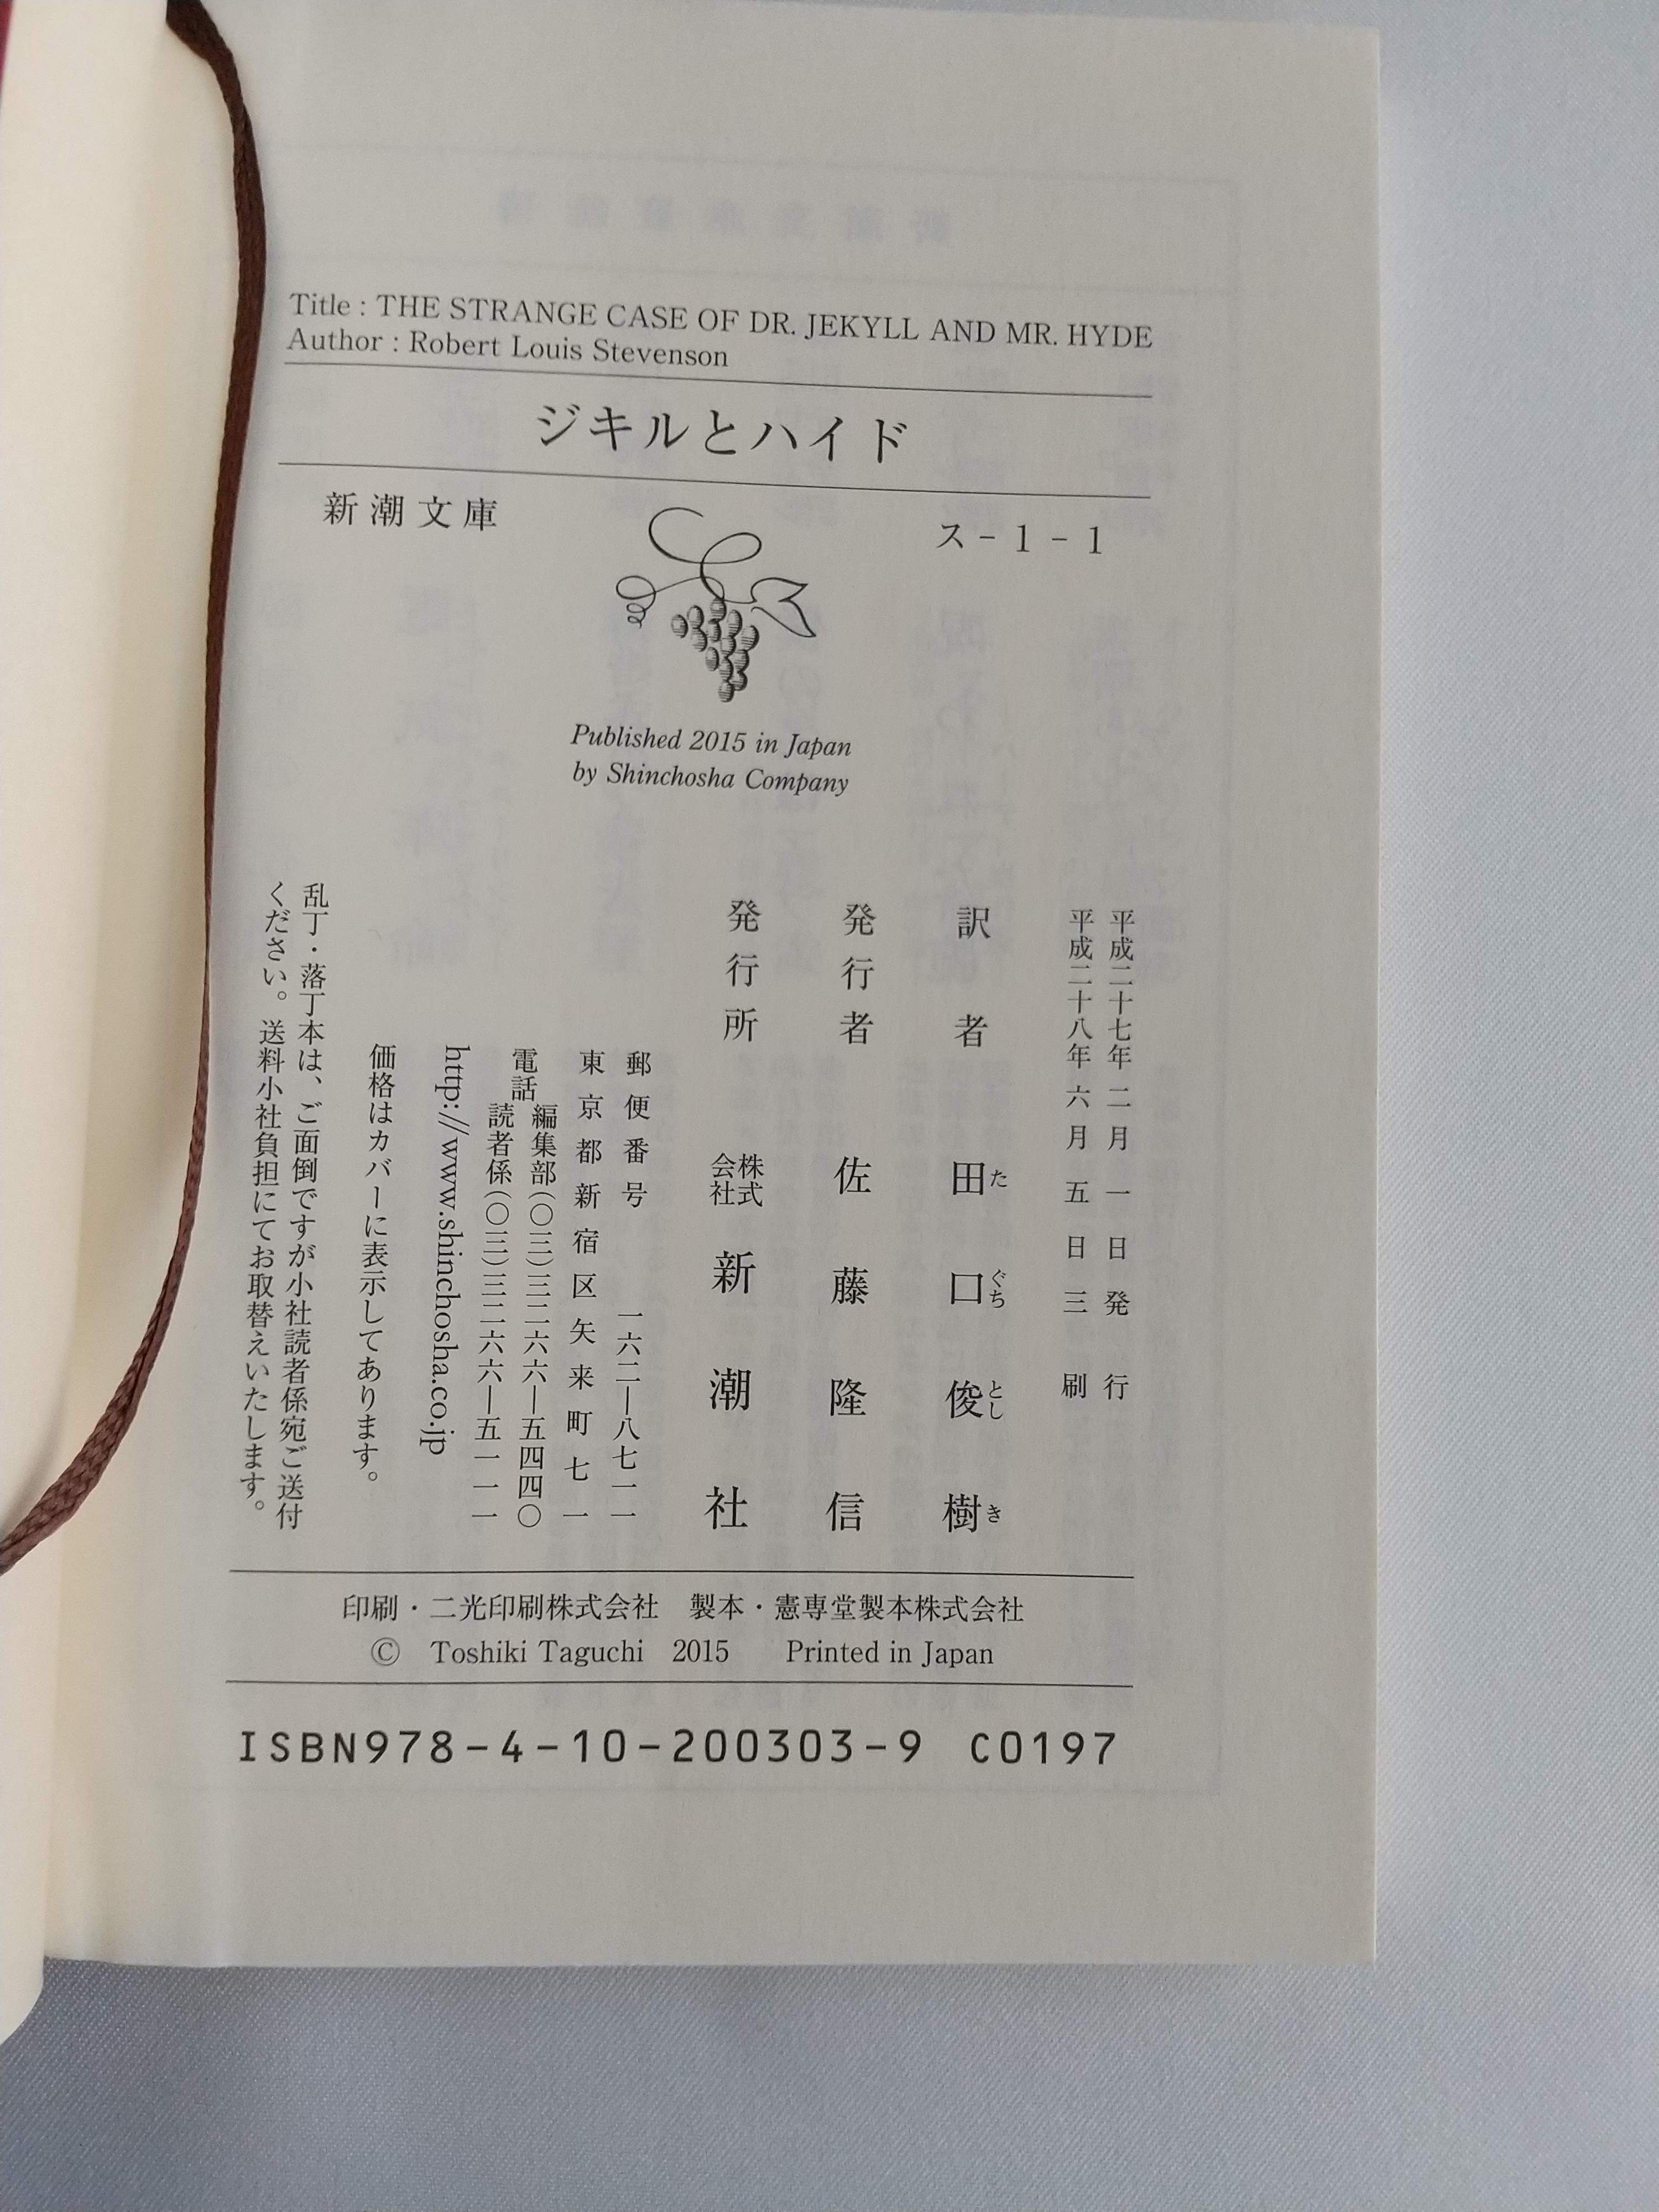 Title : THE STRANGE CASE OF DR. JEKYLL AND MR. HYDE
Author : Robert Louis Stevenson
ジキルとハイド
新潮文庫
ス-1-1
Published 2015 in Japan
by Shinchosha Company
平成二十七年二月一日発行
平成二十八年六月五日三刷
訳者 田口俊樹
たぐちとしき
発行者 佐藤隆信
発行所 株式会社 新潮社
郵便番号 一六二―八七一一
東京都新宿区矢来町七一
電話 編集部(〇三)三二六六―五四四〇
読者係(〇三)三二六六―五一一一
http://www.shinchosha.co.jp
価格はカバーに表示してあります。
乱丁・落丁本は、ご面倒ですが小社読者係宛ご送付
ください。送料小社負担にてお取替えいたします。
印刷・二光印刷株式会社 製本・憲専堂製本株式会社
© Toshiki Taguchi 2015 Printed in Japan
ISBN978-4-10-200303-9 C0197